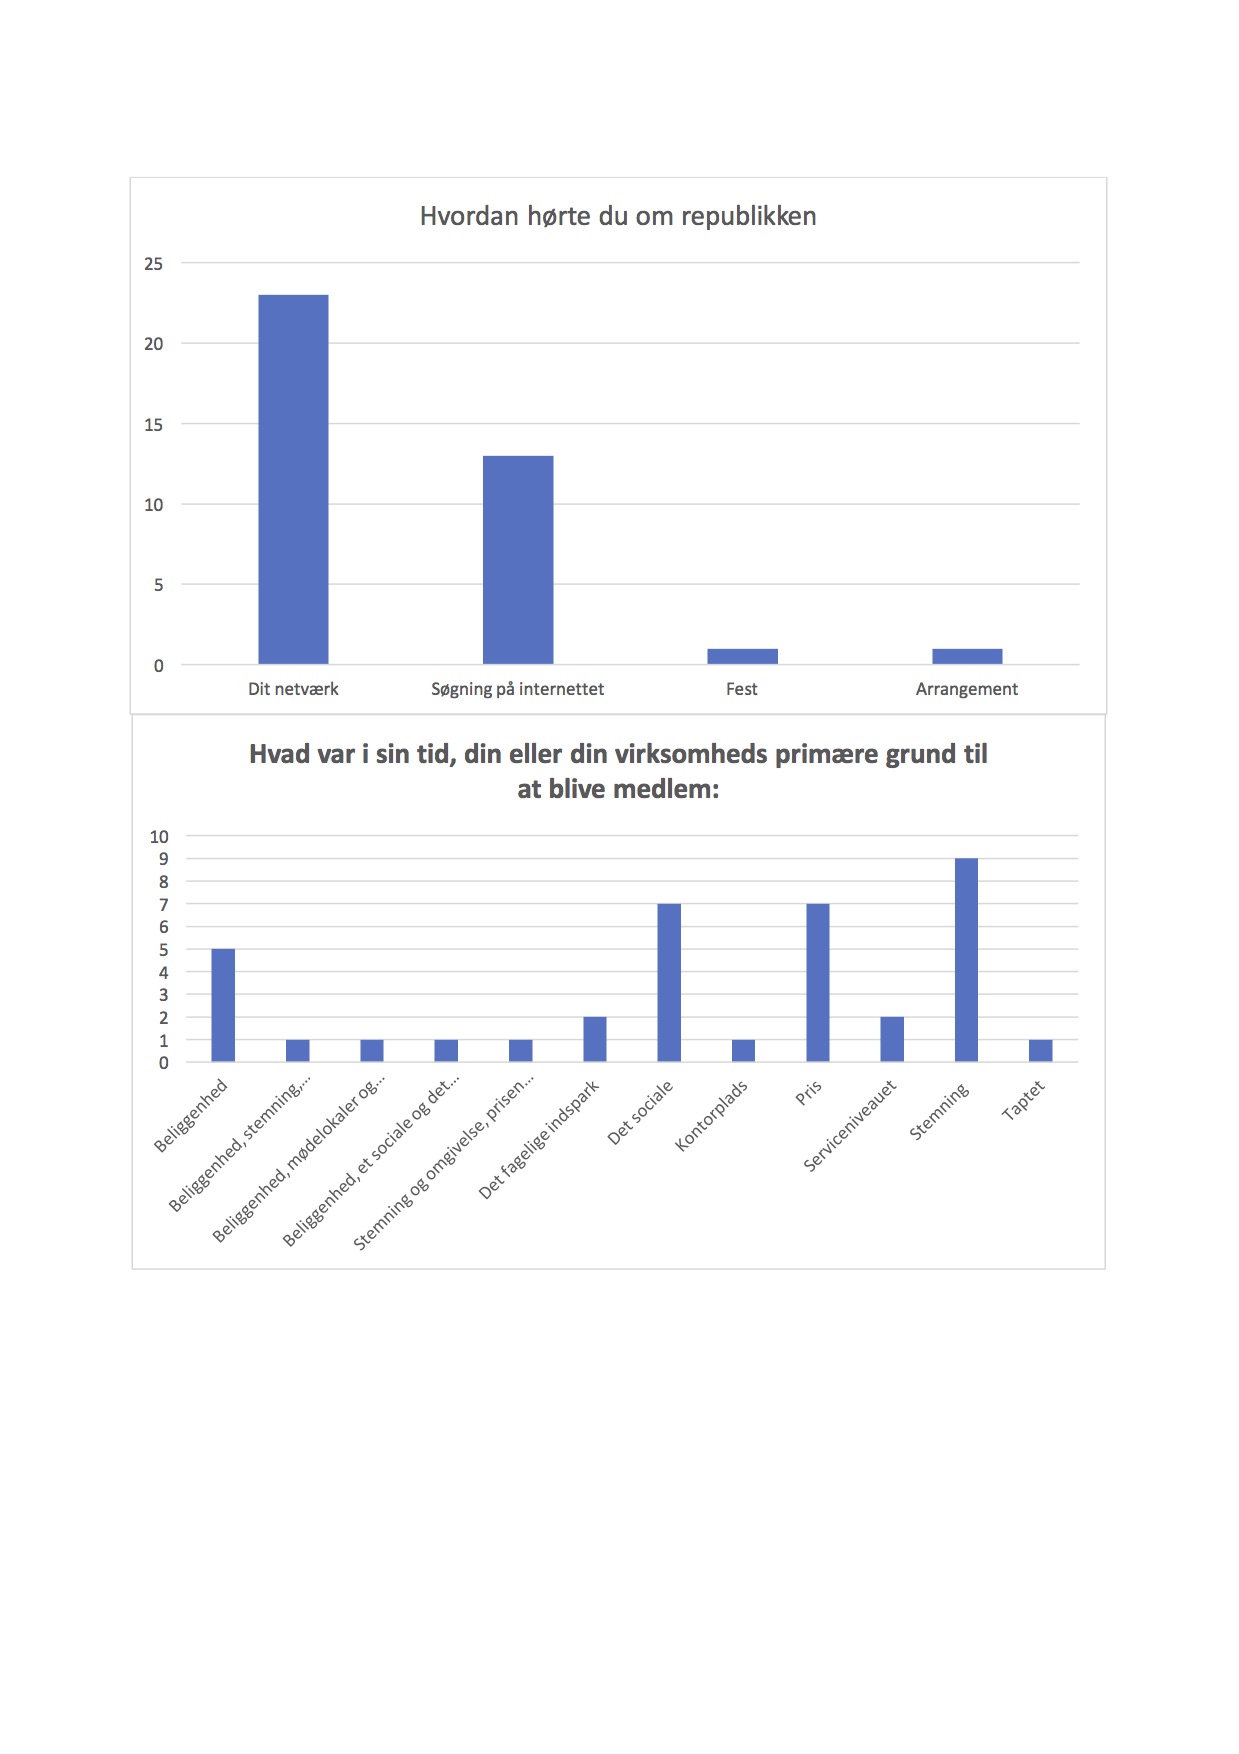 Hvordan hørte du om republikken
25
20
15
10
5
0
Dit netværk Søgning på internettet Fest Arrangement
Hvad var i sin tid, din eller din virksomheds primære grund til
at blive medlem:
10
9
8
7
6
5
4
3
2
1
0
Beliggenhed
Beliggenhed, stemning,...
Beliggenhed, mødelokaler og...
Beliggenhed, et sociale og det...
Stemning og omgivelse, prisen...
Det fagelige indspark
Det sociale
Kontorplads
Pris
Serviceniveauet
Stemning
Taptet